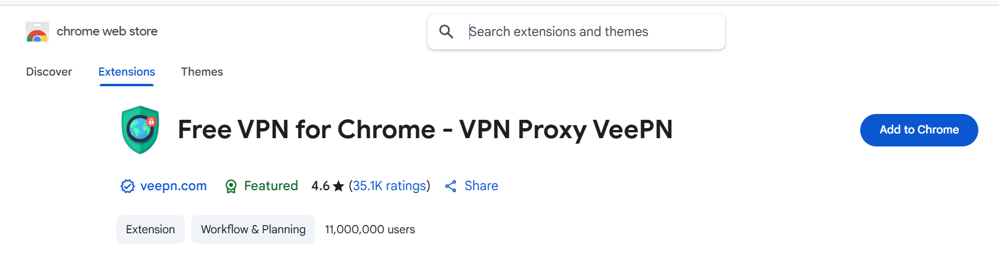 chrome web store
Search extensions and themes
Discover Extensions Themes
Free VPN for Chrome - VPN Proxy VeePN
Add to Chrome
veepn.com Featured 4.6★ (35.1K ratings) Share
Extension Workflow & Planning 11,000,000 users